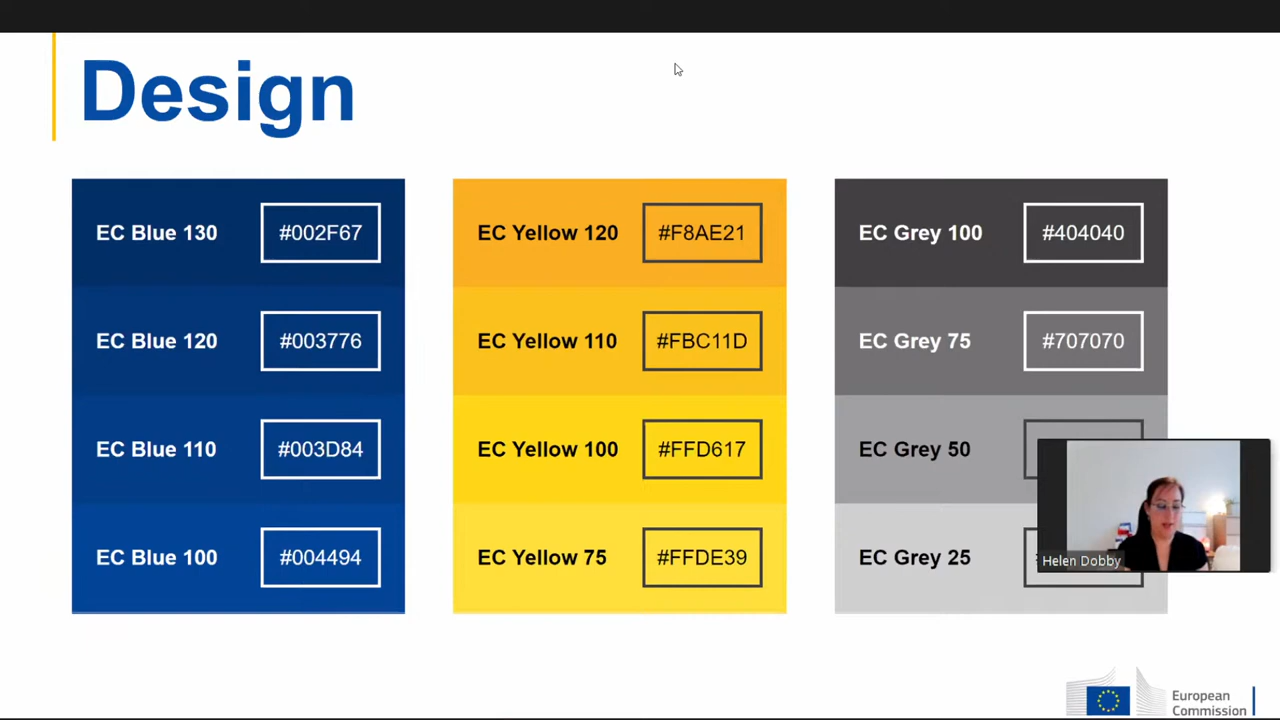 Design
EC Blue 130 #002F67
EC Blue 120 #003776
EC Blue 110 #003D84
EC Blue 100 #004494
EC Yellow 120 #F8AE21
EC Yellow 110 #FBC11D
EC Yellow 100 #FFD617
EC Yellow 75 #FFDE39
EC Grey 100 #404040
EC Grey 75 #707070
EC Grey 50
EC Grey 25
Helen Dobby
European
Commission